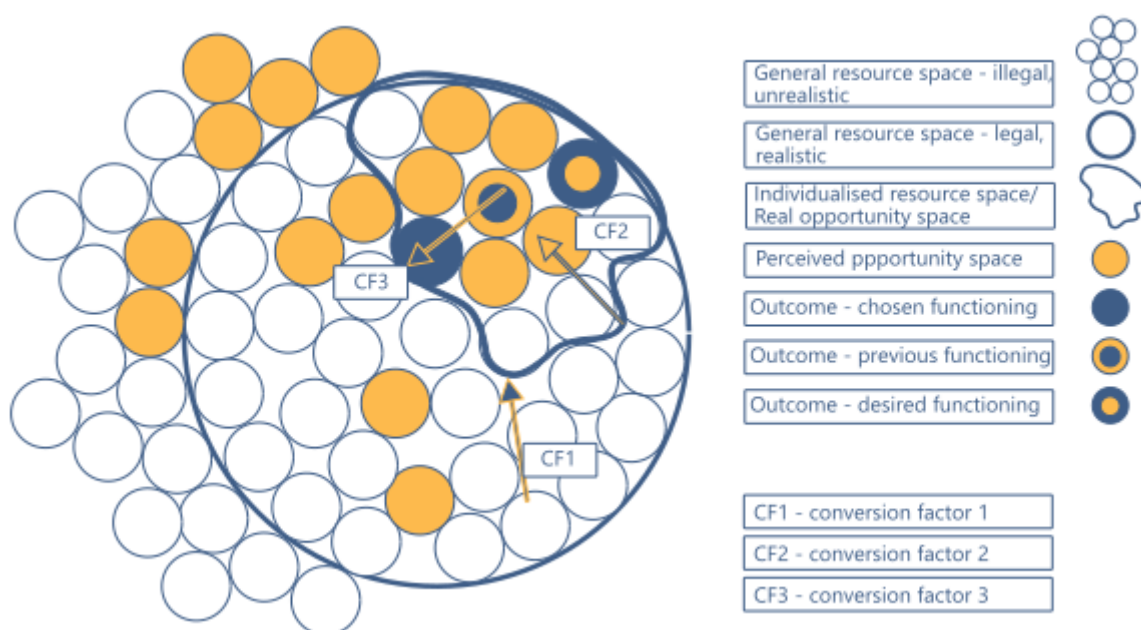 General resource space - illegal,
unrealistic
General resource space - legal,
realistic
Individualised resource space/
Real opportunity space
Perceived ppportunity space
Outcome - chosen functioning
Outcome - previous functioning
Outcome - desired functioning
CF2
CF3
CF1
CF1 - conversion factor 1
CF2 - conversion factor 2
CF3 - conversion factor 3